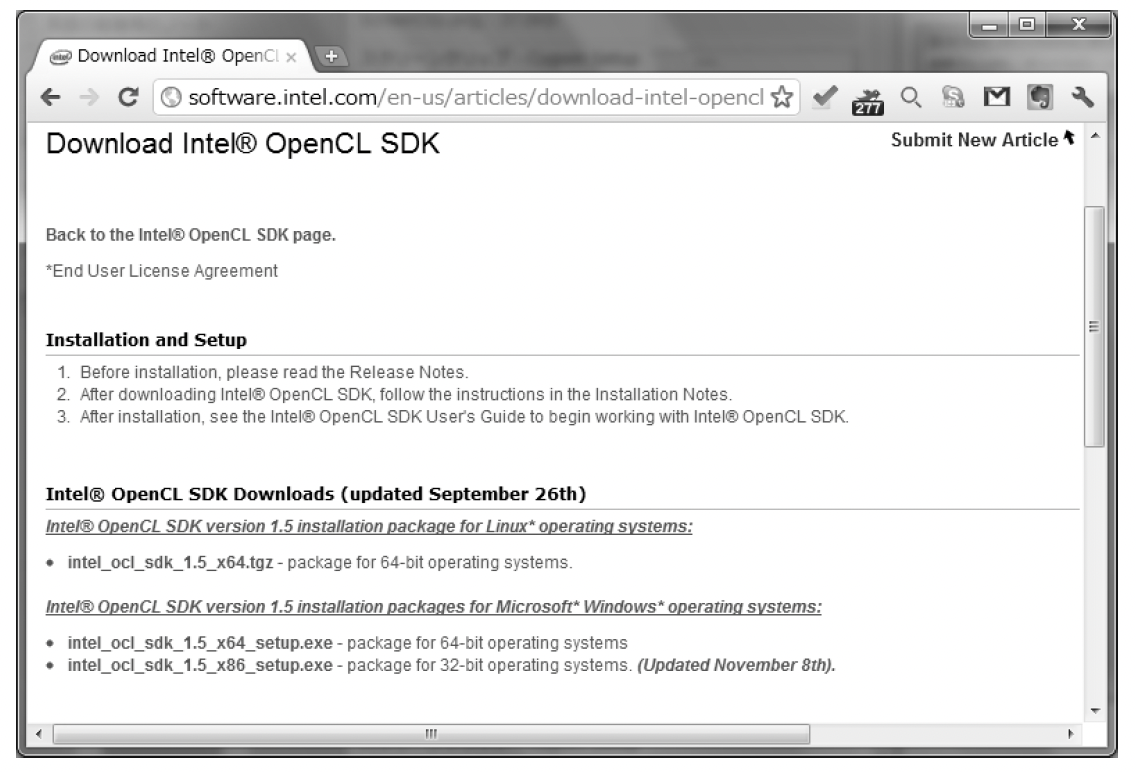 Download Intel® OpenCl
software.intel.com/en-us/articles/download-intel-opencl
277
Download Intel® OpenCL SDK
Submit New Article
Back to the Intel® OpenCL SDK page.
*End User License Agreement
Installation and Setup
1. Before installation, please read the Release Notes.
2. After downloading Intel® OpenCL SDK, follow the instructions in the Installation Notes.
3. After installation, see the Intel® OpenCL SDK User's Guide to begin working with Intel® OpenCL SDK.
Intel® OpenCL SDK Downloads (updated September 26th)
Intel® OpenCL SDK version 1.5 installation package for Linux* operating systems:
• intel_ocl_sdk_1.5_x64.tgz - package for 64-bit operating systems.
Intel® OpenCL SDK version 1.5 installation packages for Microsoft* Windows* operating systems:
• intel_ocl_sdk_1.5_x64_setup.exe - package for 64-bit operating systems
• intel_ocl_sdk_1.5_x86_setup.exe - package for 32-bit operating systems. (Updated November 8th).